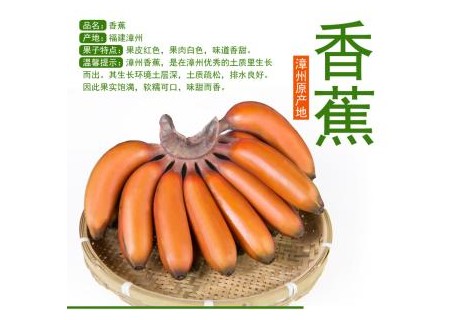 品名：香蕉
产地：福建漳州
果子特点：果皮红色，果肉白色，味道香甜。
温馨提示：漳州香蕉，是在漳州优秀的土质里生长
而出。其生长环境土层深，土质疏松，排水良好。
因此果实饱满，软糯可口，味甜而香。
香蕉
漳州原产地